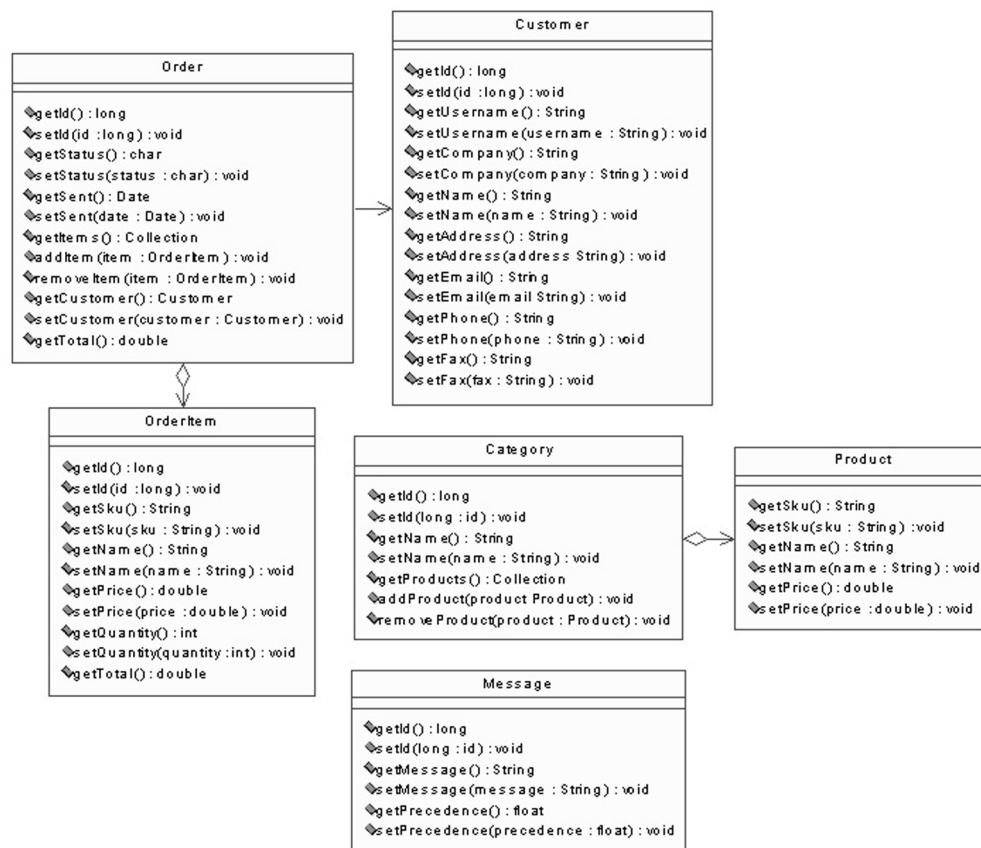 Order
getId() : long
setId(id : long) : void
getStatus() : char
setStatus(status : char) : void
getSent() : Date
setSent(date : Date) : void
getItems() : Collection
addItem(item : OrderItem) : void
removeItem(item : OrderItem) : void
getCustomer() : Customer
setCustomer(customer : Customer) : void
getTotal() : double
Customer
getId() : long
setId(id : long) : void
getUsername() : String
setUsername(username : String) : void
getCompany() : String
setCompany(company : String) : void
getName() : String
setName(name : String) : void
getAddress() : String
setAddress(address String) : void
getEmail() : String
setEmail(email String) : void
getPhone() : String
setPhone(phone : String) : void
getFax() : String
setFax(fax : String) : void
OrderItem
getId() : long
setId(id : long) : void
getSku() : String
setSku(sku : String) : void
getName() : String
setName(name : String) : void
getPrice() : double
setPrice(price : double) : void
getQuantity() : int
setQuantity(quantity : int) : void
getTotal() : double
Category
getId() : long
setId(long : id) : void
getName() : String
setName(name : String) : void
getProducts() : Collection
addProduct(product Product) : void
removeProduct(product : Product) : void
Product
getSku() : String
setSku(sku : String) : void
getName() : String
setName(name : String) : void
getPrice() : double
setPrice(price : double) : void
Message
getId() : long
setId(long : id) : void
getMessage() : String
setMessage(message : String) : void
getPrecedence() : float
setPrecedence(precedence : float) : void